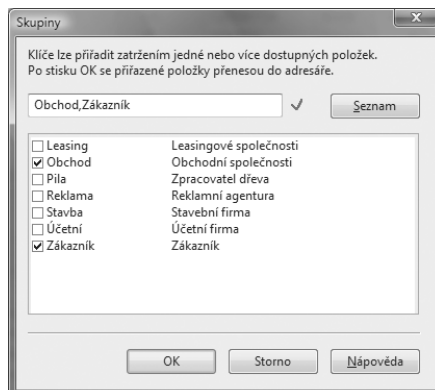 Skupiny
Klíče lze přiřadit zatržením jedné nebo více dostupných položek.
Po stisku OK se přiřazené položky přenesou do adresáře.
Obchod,Zákazník
Seznam
Leasing Leasingové společnosti
Obchod Obchodní společnosti
Pila Zpracovatel dřeva
Reklama Reklamní agentura
Stavba Stavební firma
Účetní Účetní firma
Zákazník Zákazník
OK Storno Nápověda